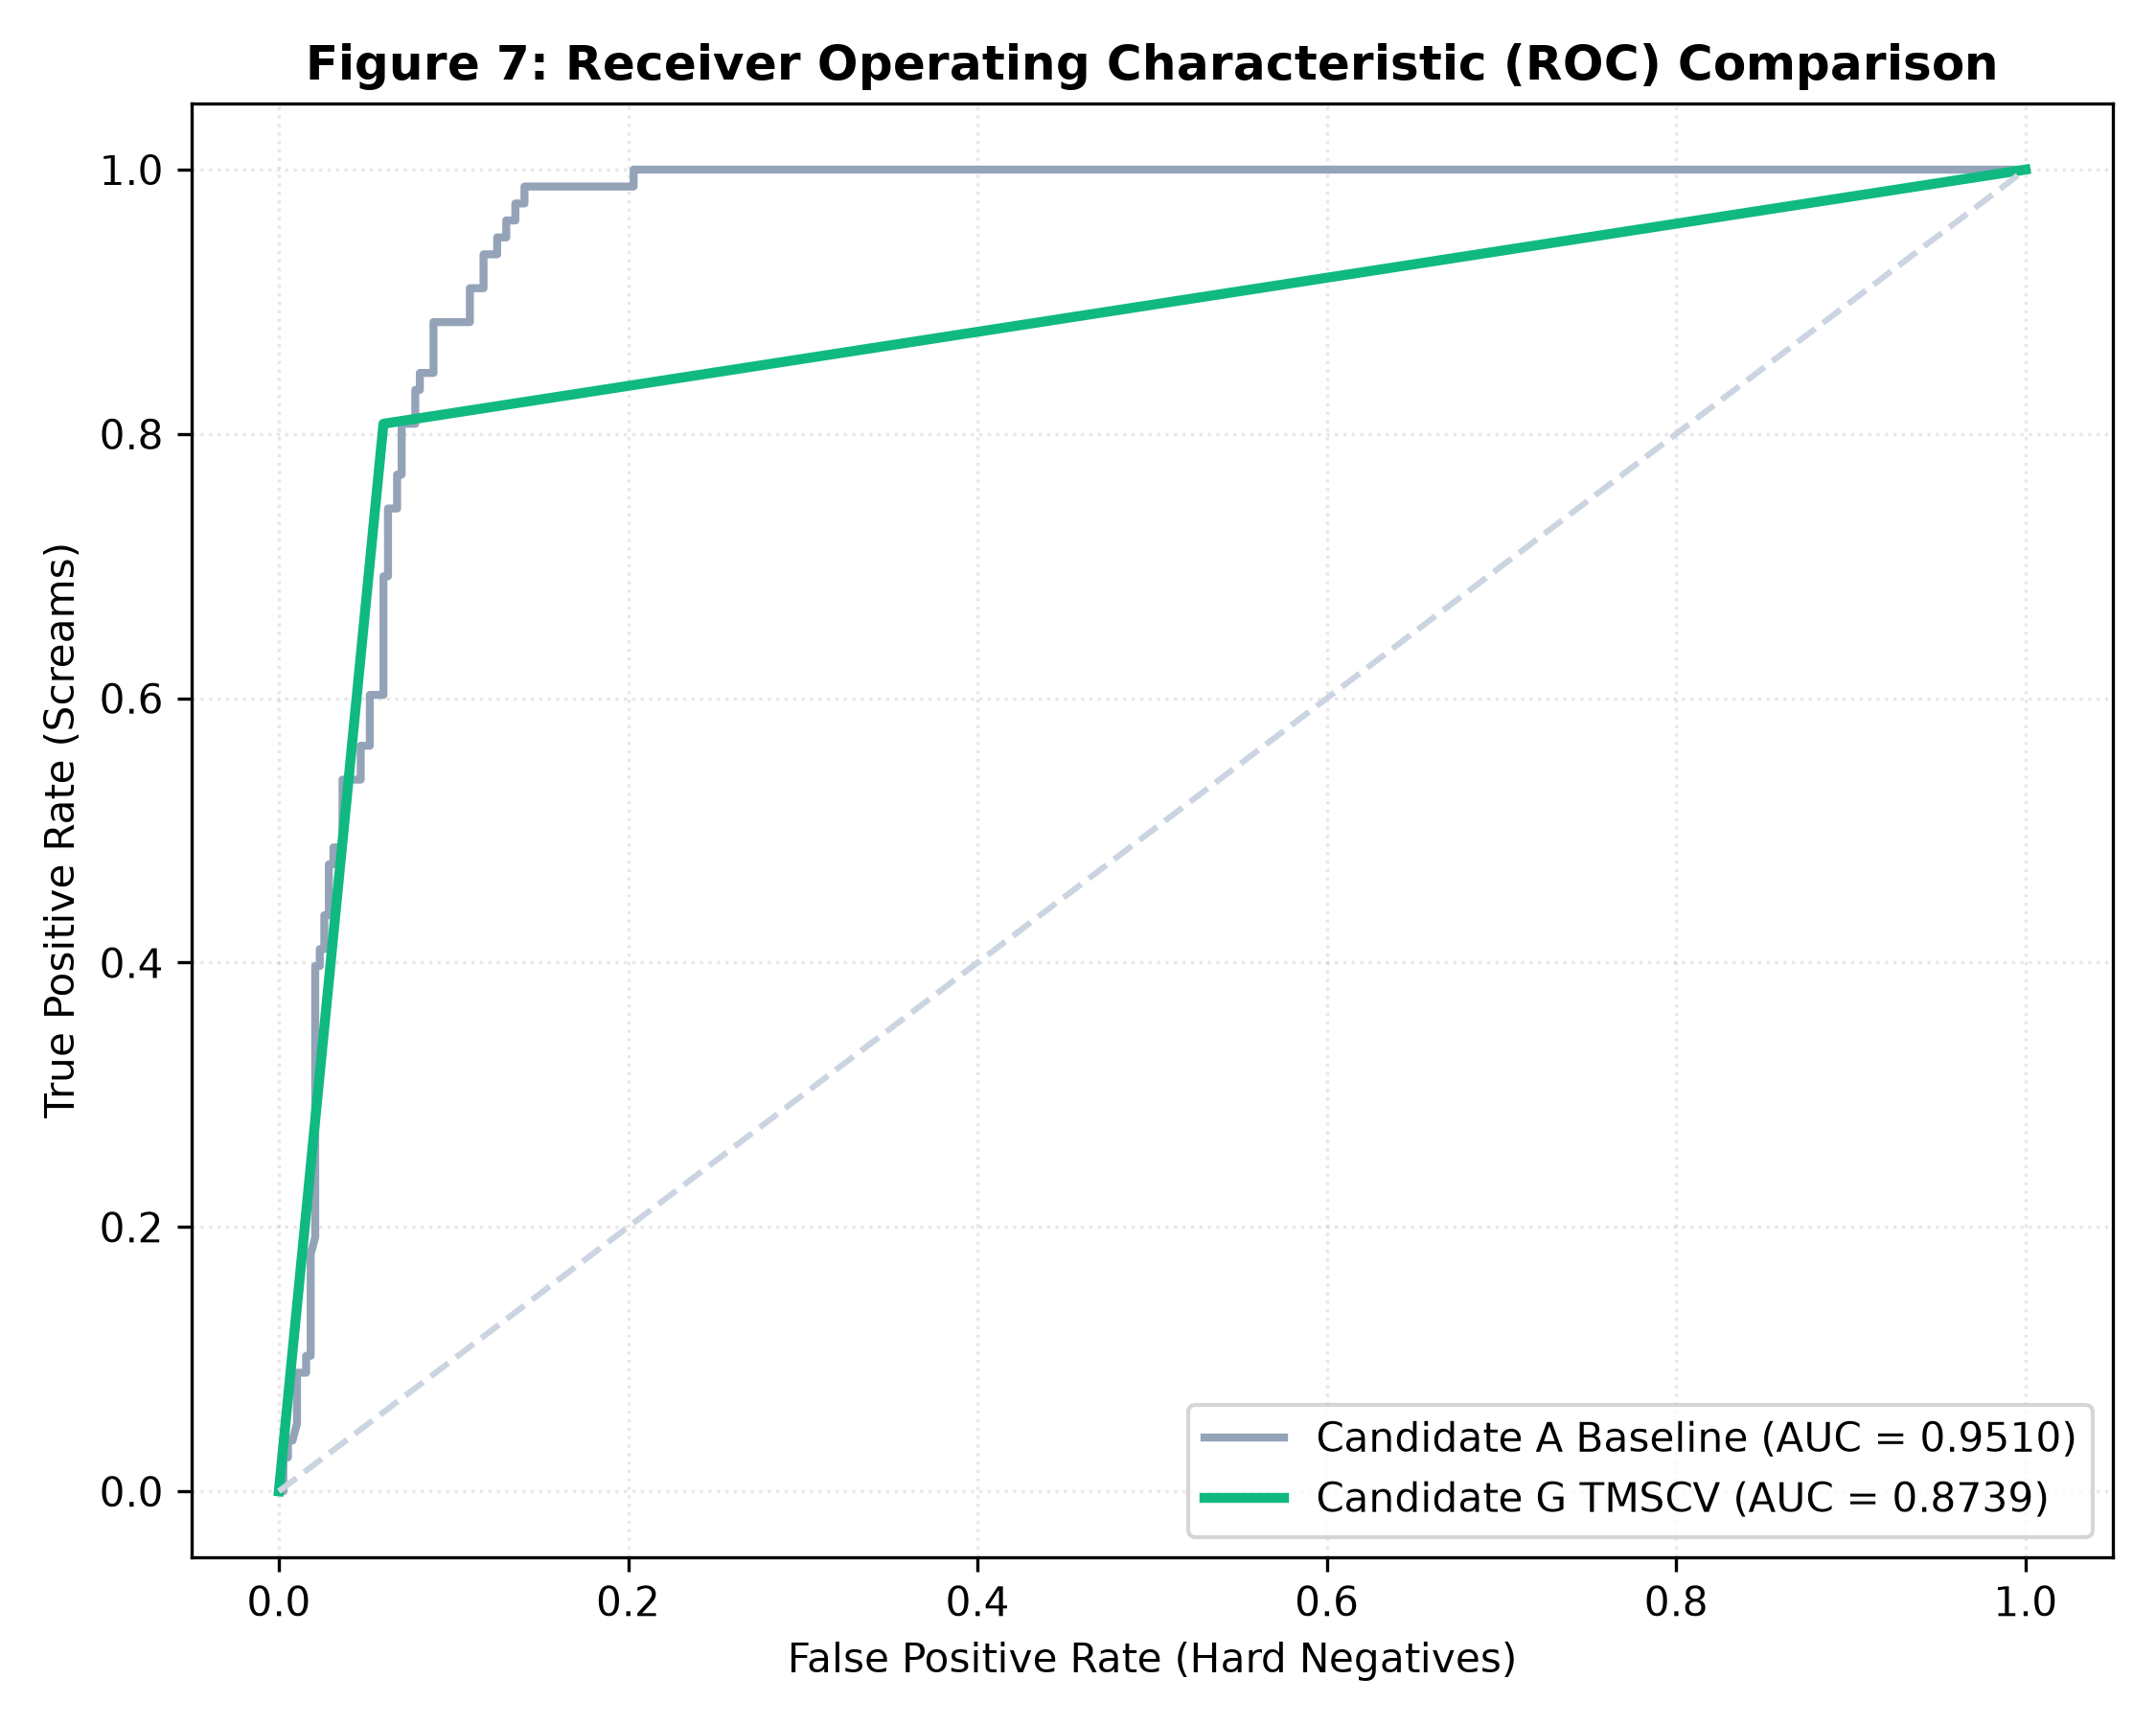 Figure 7: Receiver Operating Characteristic (ROC) Comparison
True Positive Rate (Screams)
1.0
0.8
0.6
0.4
0.2
0.0
0.0 0.2 0.4 0.6 0.8 1.0
False Positive Rate (Hard Negatives)
Candidate A Baseline (AUC = 0.9510)
Candidate G TMSCV (AUC = 0.8739)